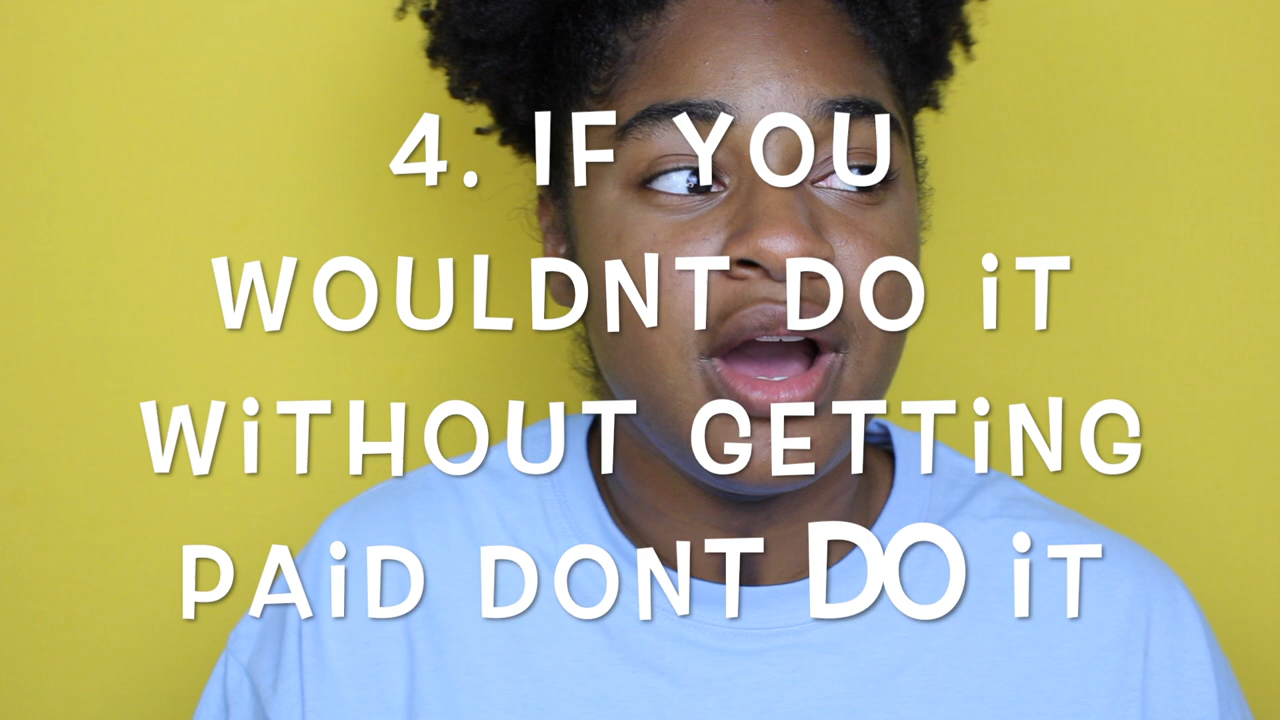 4. IF YOU
WOULDNT DO iT
WiTHOUT GETTiNG
PAiD DONT DO iT